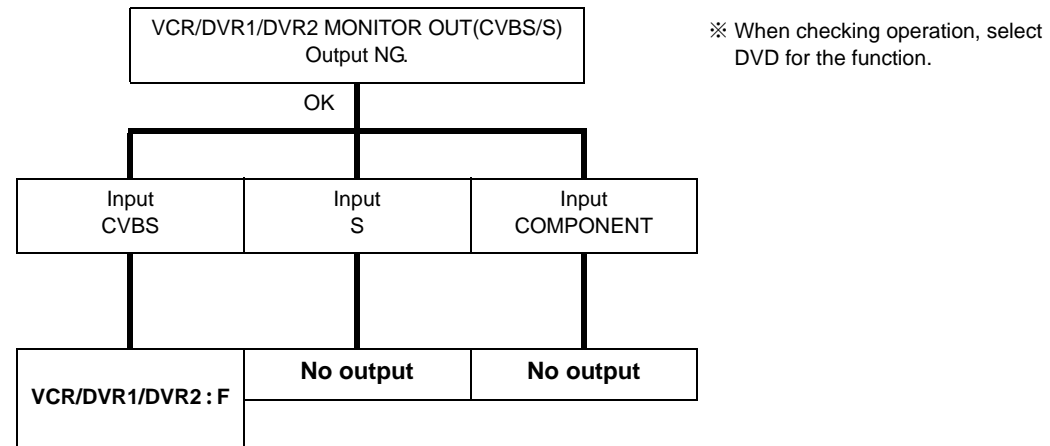 VCR/DVR1/DVR2 MONITOR OUT(CVBS/S)
Output NG.
※ When checking operation, select
DVD for the function.
OK
Input
CVBS
Input
S
Input
COMPONENT
VCR/DVR1/DVR2 : F
No output
No output